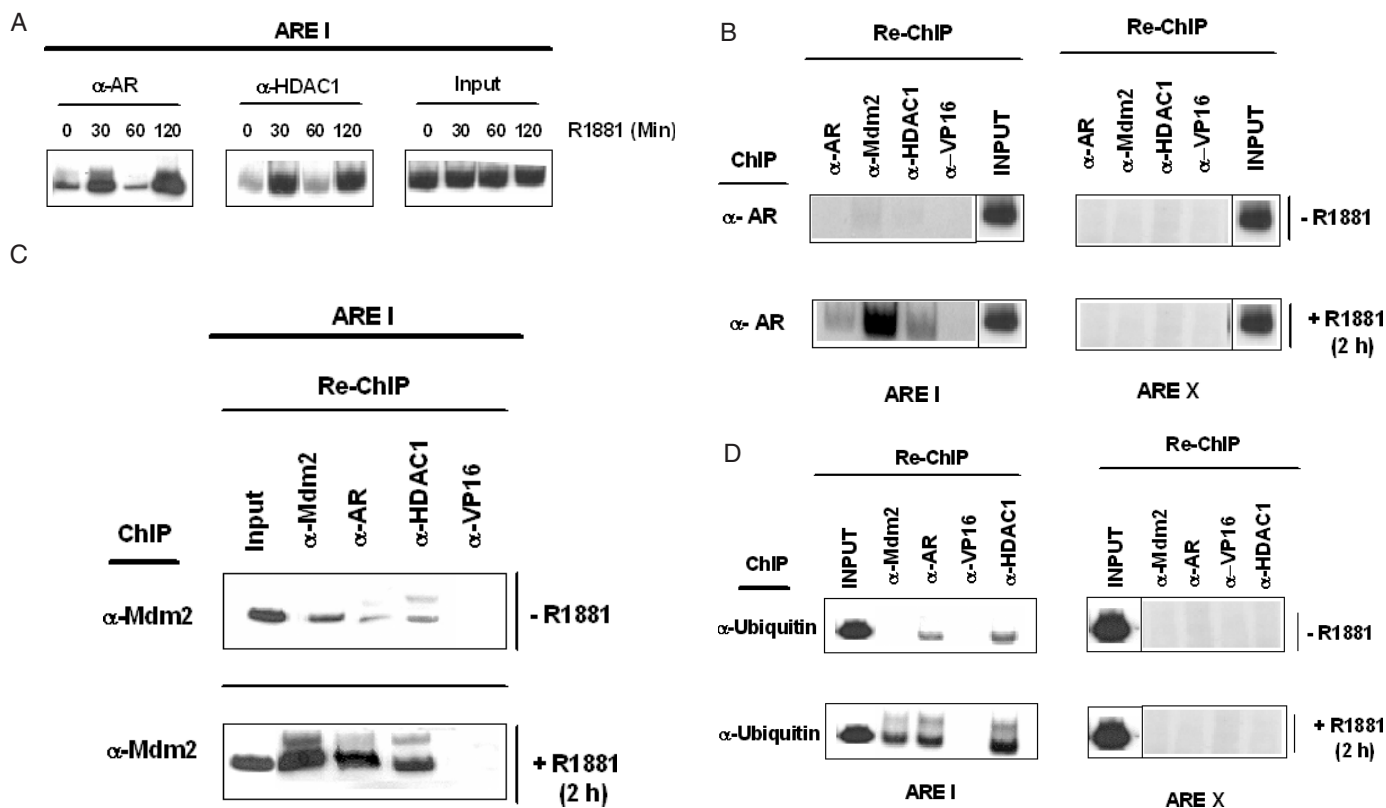 A
ARE I
α-AR α-HDAC1 Input
0 30 60 120 0 30 60 120 0 30 60 120 R1881 (Min)
B
Re-ChIP Re-ChIP
ChIP α-AR α-Mdm2 α-HDAC1 α-VP16 INPUT α-AR α-Mdm2 α-HDAC1 α-VP16 INPUT
α- AR - R1881
α- AR + R1881
(2 h)
ARE I ARE X
C
ARE I
Re-ChIP
ChIP Input α-Mdm2 α-AR α-HDAC1 α-VP16
α-Mdm2 - R1881
α-Mdm2 + R1881
(2 h)
D
Re-ChIP Re-ChIP
ChIP INPUT α-Mdm2 α-AR α-VP16 α-HDAC1 INPUT α-Mdm2 α-AR α-VP16 α-HDAC1
α-Ubiquitin - R1881
α-Ubiquitin + R1881
(2 h)
ARE I ARE X